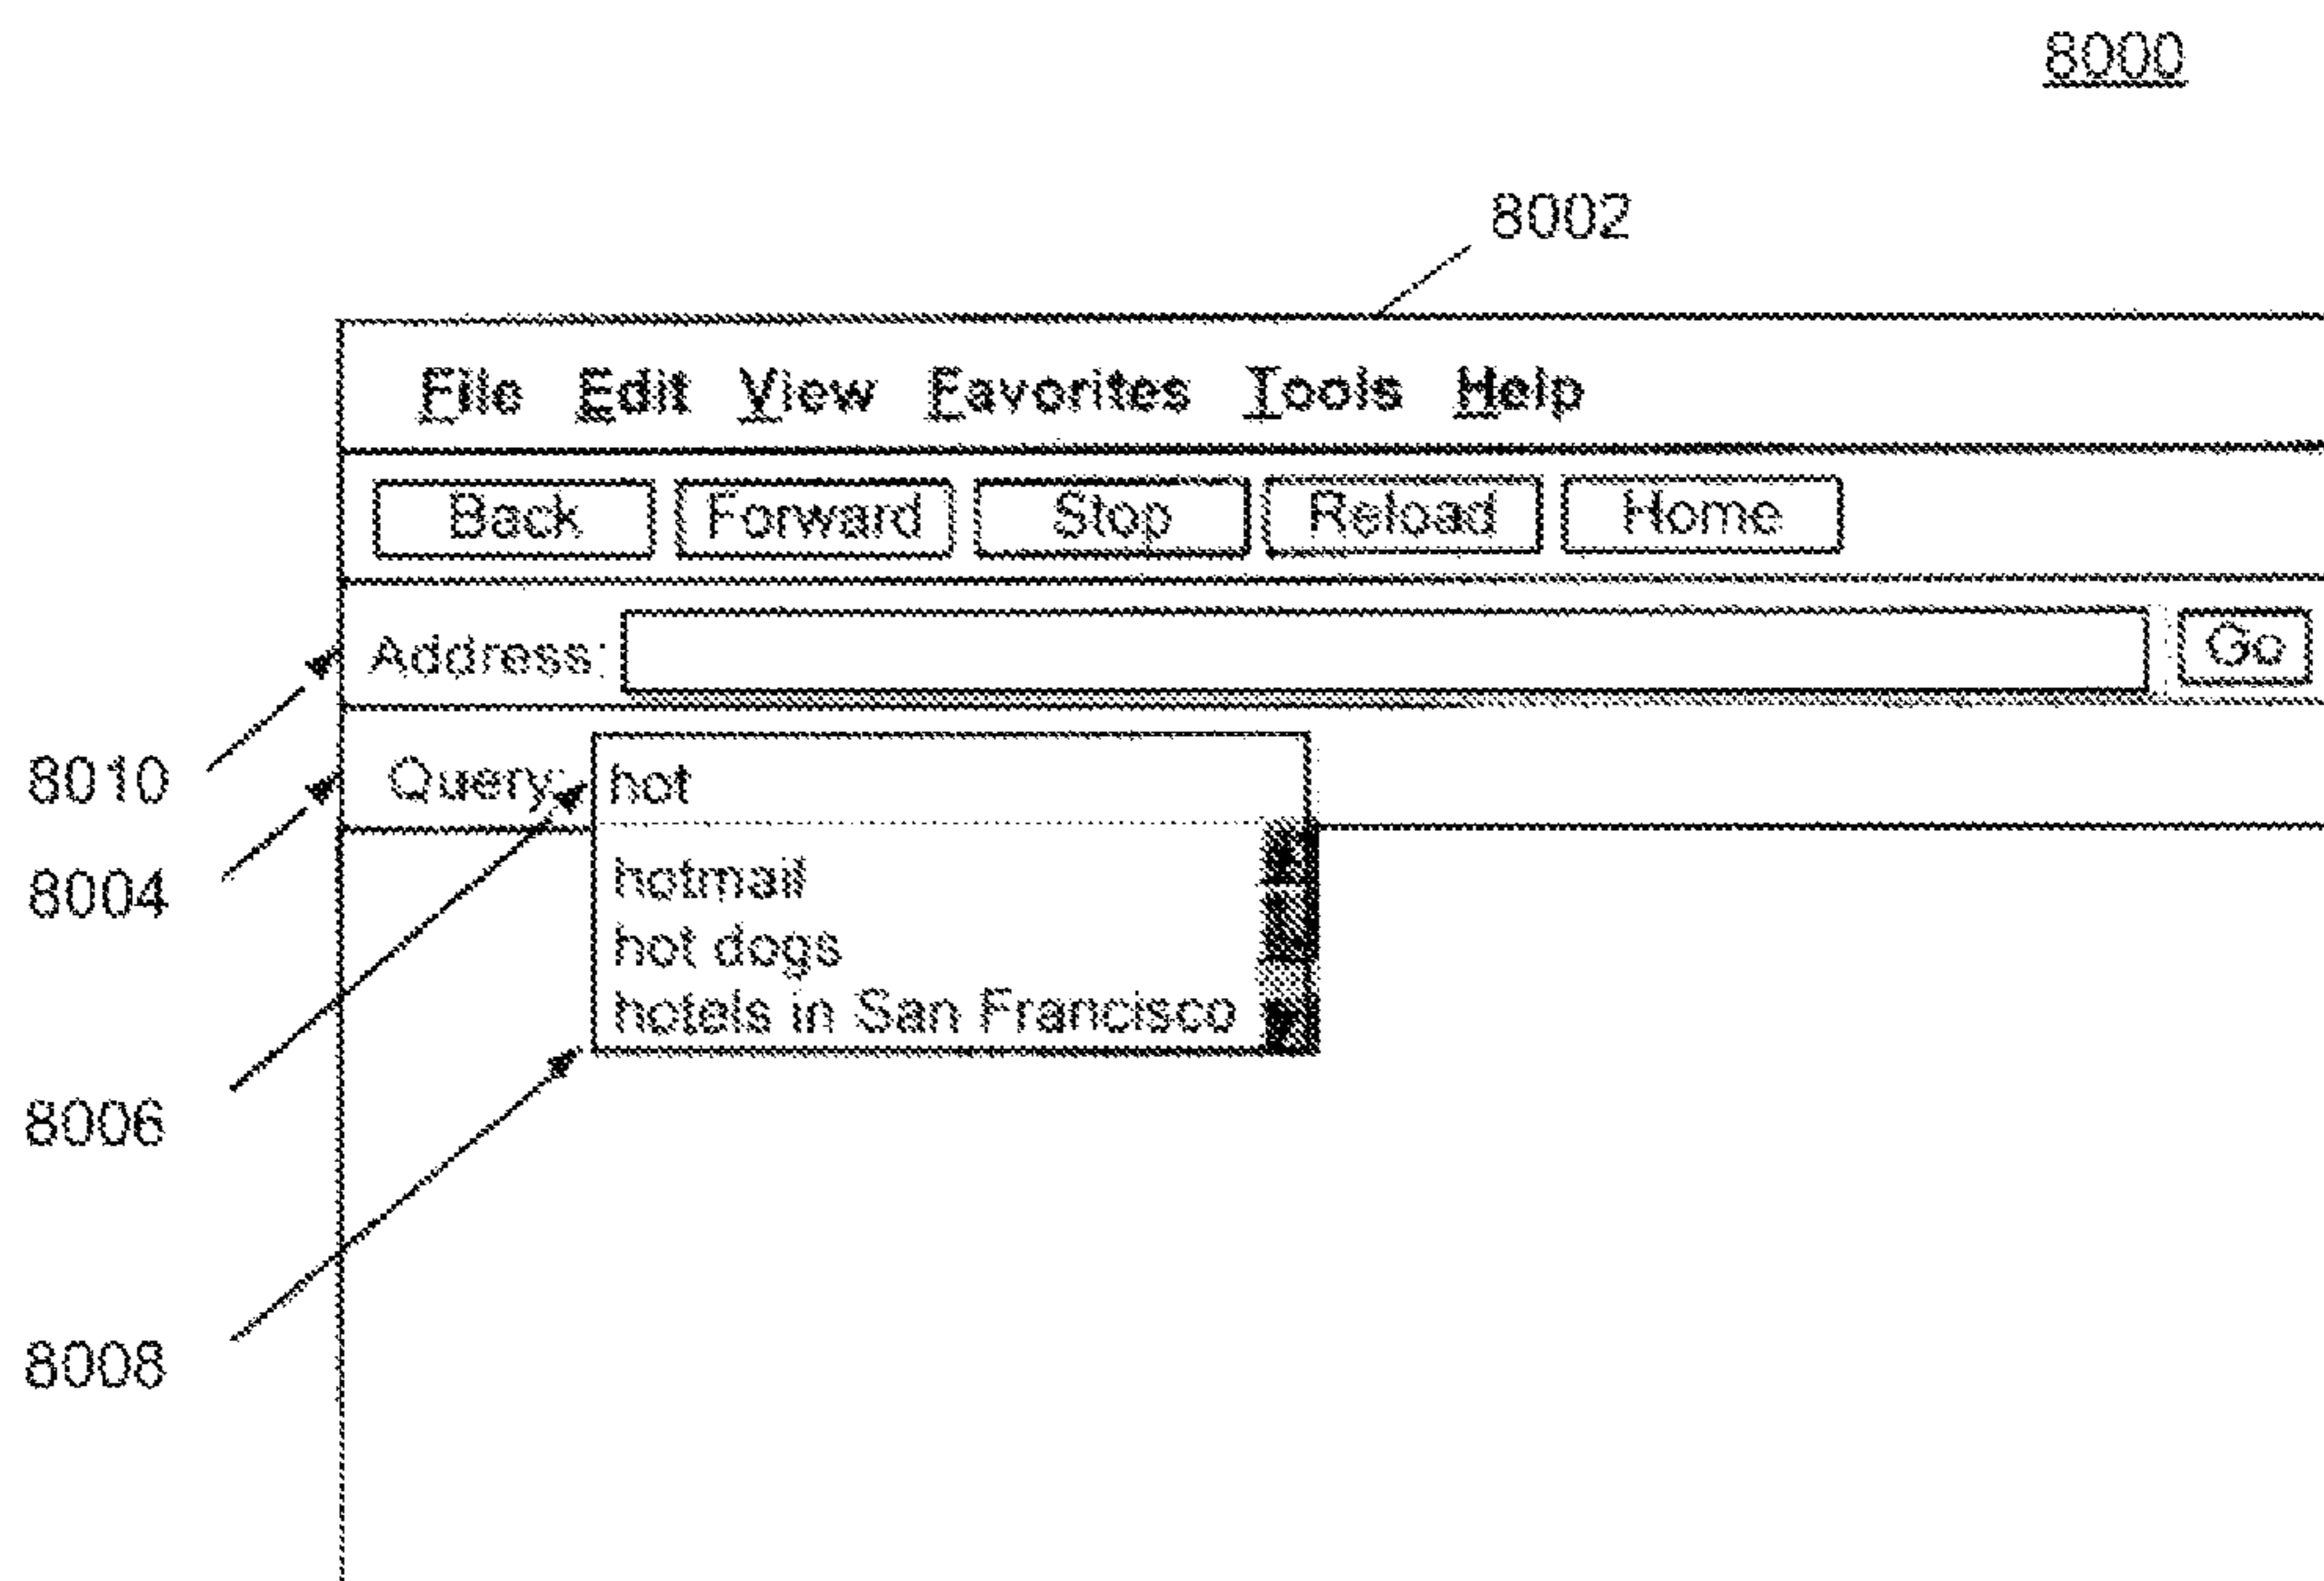 8000
8002
File Edit View Favorites Tools Help
Back Forward Stop Reload Home
Address: Go
8010
Query: hot
8004
hotmail
hot dogs
hotels in San Francisco
8006
8008